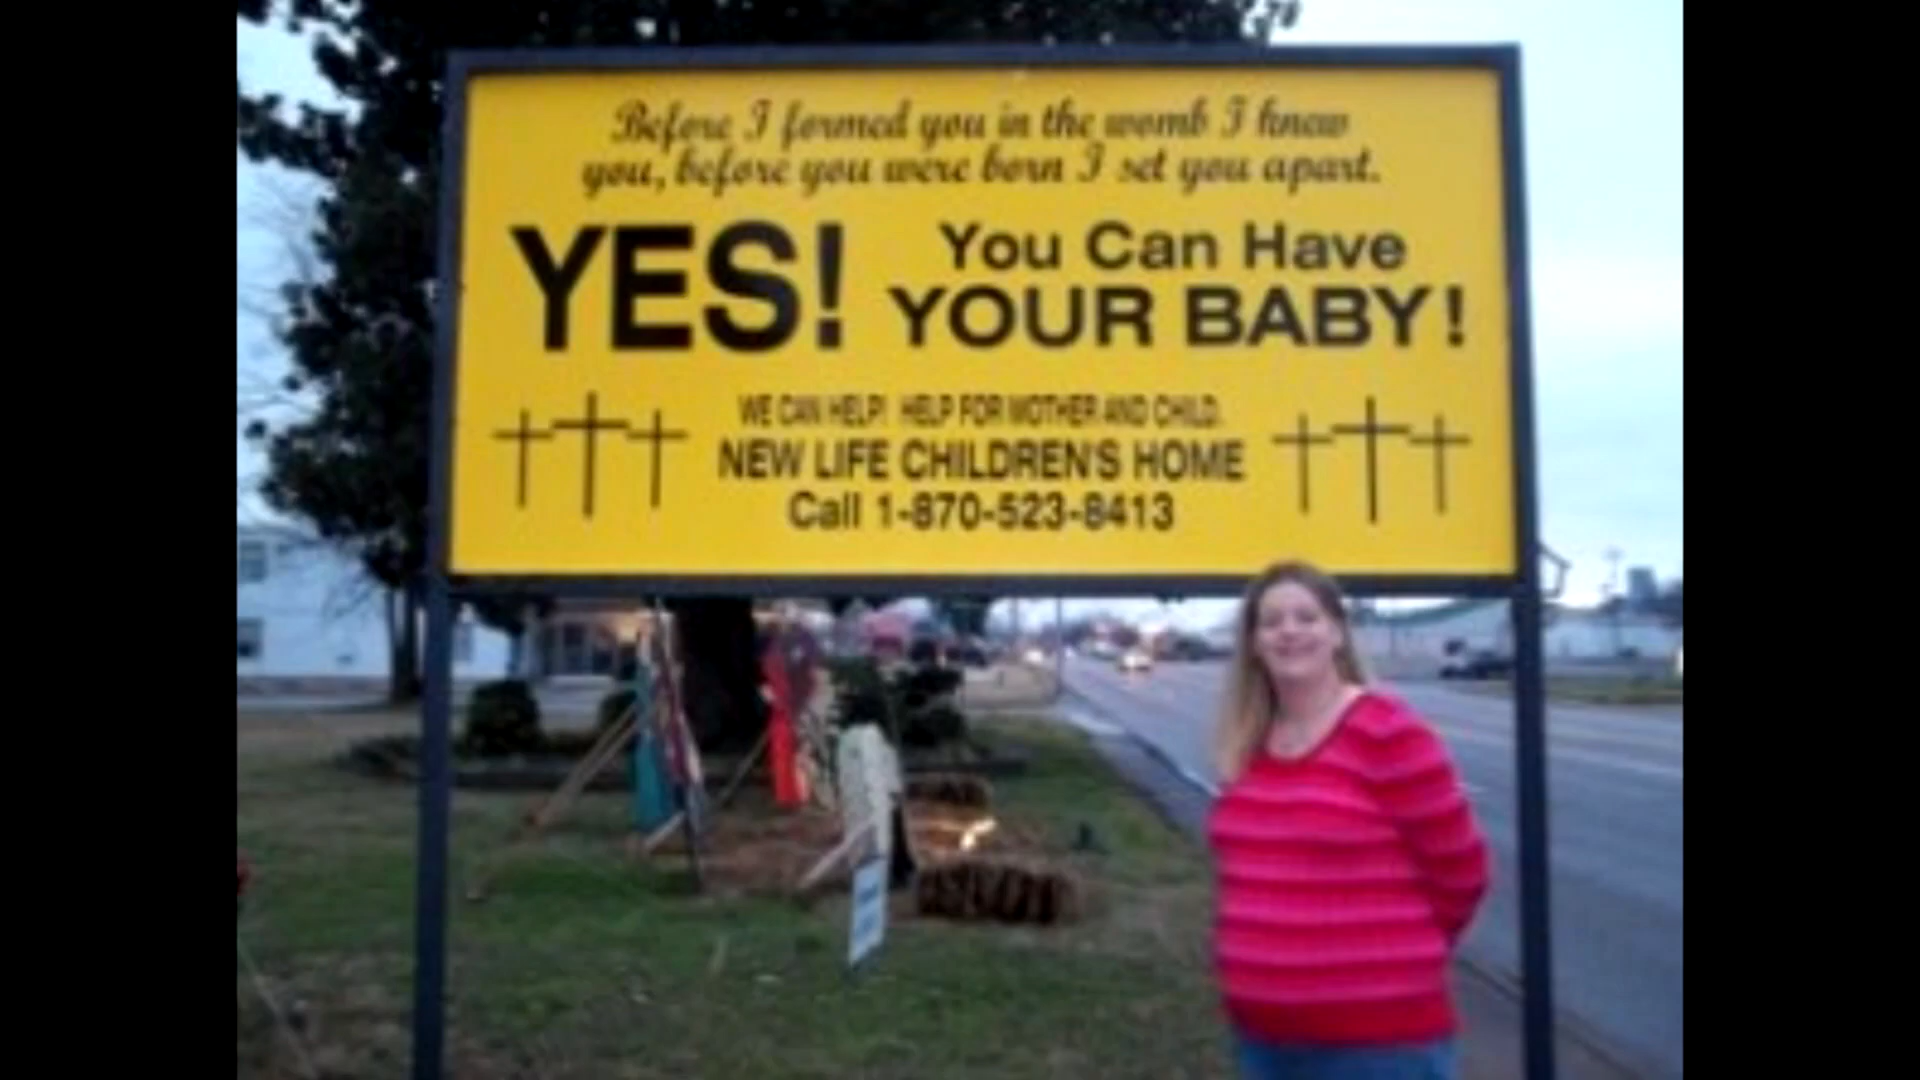 Before I formed you in the womb I knew
you, before you were born I set you apart.
YES! You Can Have
YOUR BABY!
WE CAN HELP! HELP FOR MOTHER AND CHILD.
NEW LIFE CHILDREN'S HOME
Call 1-870-523-8413